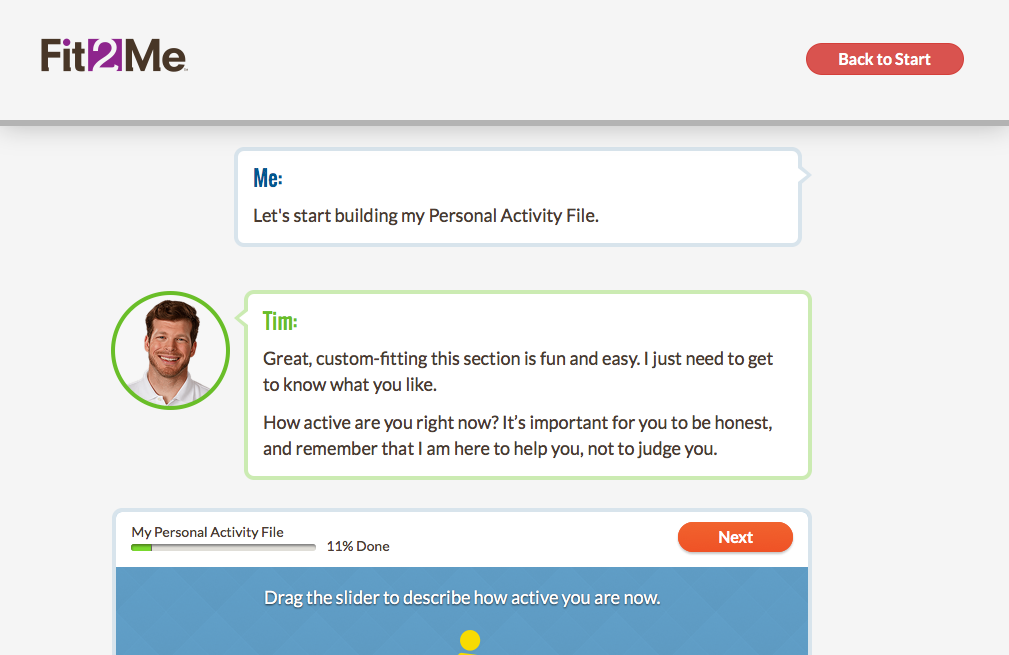 Fit2Me
Back to Start
Me:
Let's start building my Personal Activity File.
Tim:
Great, custom-fitting this section is fun and easy. I just need to get
to know what you like.
How active are you right now? It’s important for you to be honest,
and remember that I am here to help you, not to judge you.
My Personal Activity File
11% Done
Next
Drag the slider to describe how active you are now.